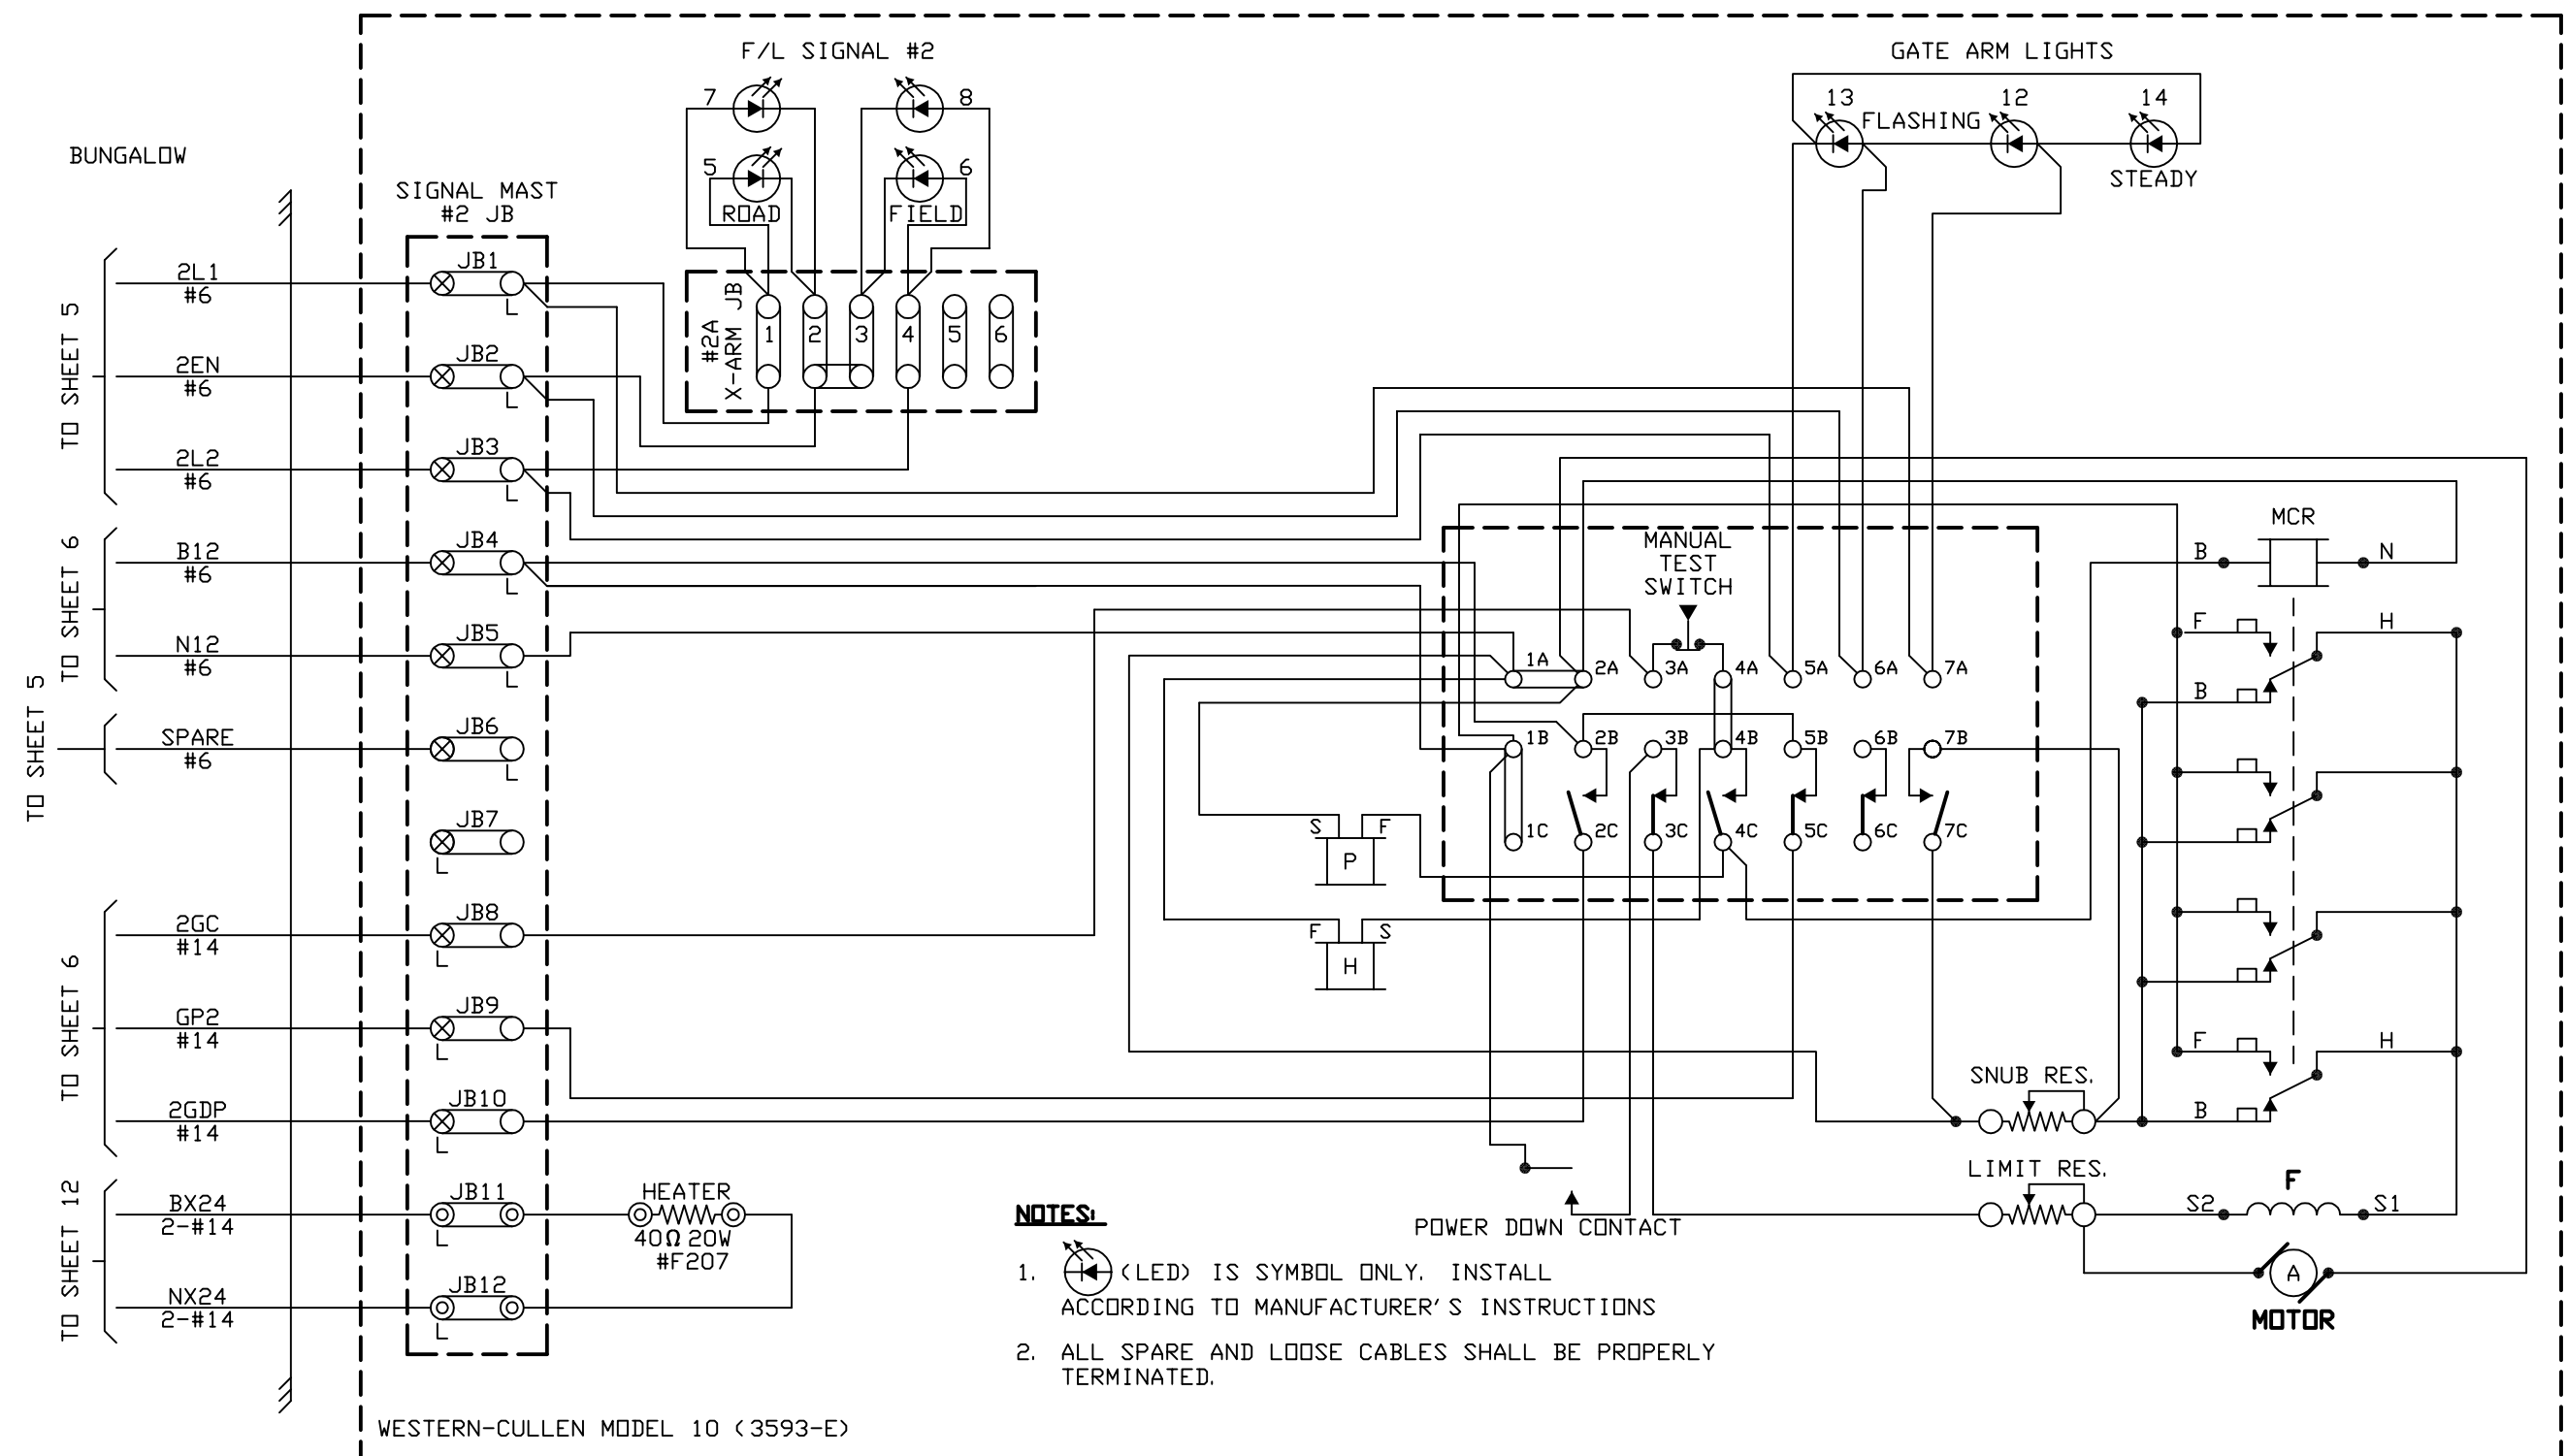 F/L SIGNAL #2
GATE ARM LIGHTS
7
8
5
6
ROAD
FIELD
13
12
14
FLASHING
STEADY
BUNGALOW
SIGNAL MAST
#2 JB
TO SHEET 5
2L1
#6
2EN
#6
2L2
#6
TO SHEET 6
B12
#6
N12
#6
TO SHEET 5
SPARE
#6
TO SHEET 6
2GC
#14
GP2
#14
2GDP
#14
TO SHEET 12
BX24
2-#14
NX24
2-#14
JB1
L
JB2
L
JB3
L
JB4
L
JB5
L
JB6
L
JB7
L
JB8
L
JB9
L
JB10
L
JB11
L
JB12
L
#2A
X-ARM JB
1
2
3
4
5
6
HEATER
40Ω 20W
#F207
MANUAL
TEST
SWITCH
1A
2A
3A
4A
5A
6A
7A
1B
2B
3B
4B
5B
6B
7B
1C
2C
3C
4C
5C
6C
7C
S
F
P
F
S
H
MCR
B
N
F
H
B
F
H
B
SNUB RES.
LIMIT RES.
F
S2
S1
A
MOTOR
POWER DOWN CONTACT
NOTES:
1. (LED) IS SYMBOL ONLY. INSTALL
ACCORDING TO MANUFACTURER'S INSTRUCTIONS
2. ALL SPARE AND LOOSE CABLES SHALL BE PROPERLY
TERMINATED.
WESTERN-CULLEN MODEL 10 (3593-E)